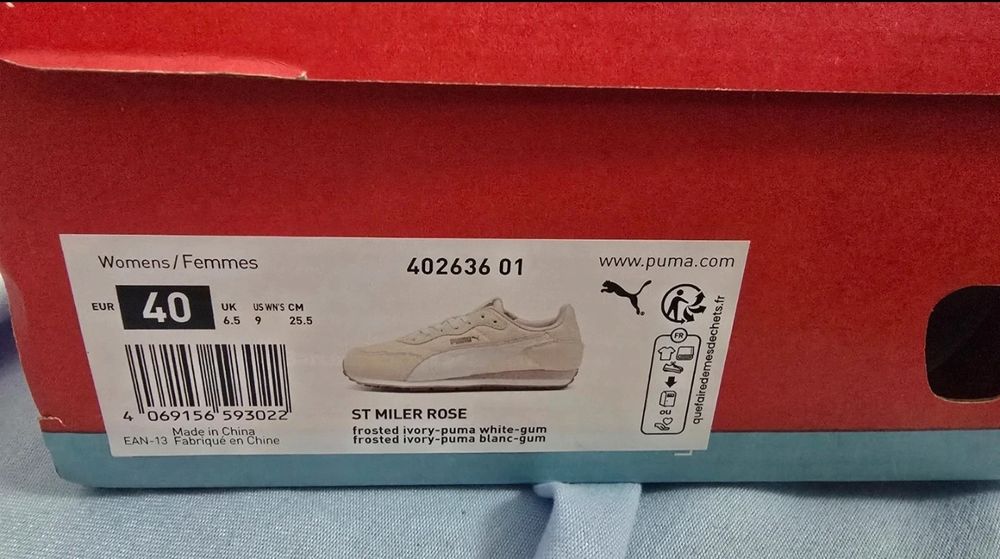 Womens/Femmes
402636 01
www.puma.com
EUR 40 UK 6.5 US WN'S 9 CM 25.5
4 069156 593022
Made in China
EAN-13 Fabriqué en Chine
ST MILER ROSE
frosted ivory-puma white-gum
frosted ivory-puma blanc-gum
FR
OU
quefairedemesdechets.fr